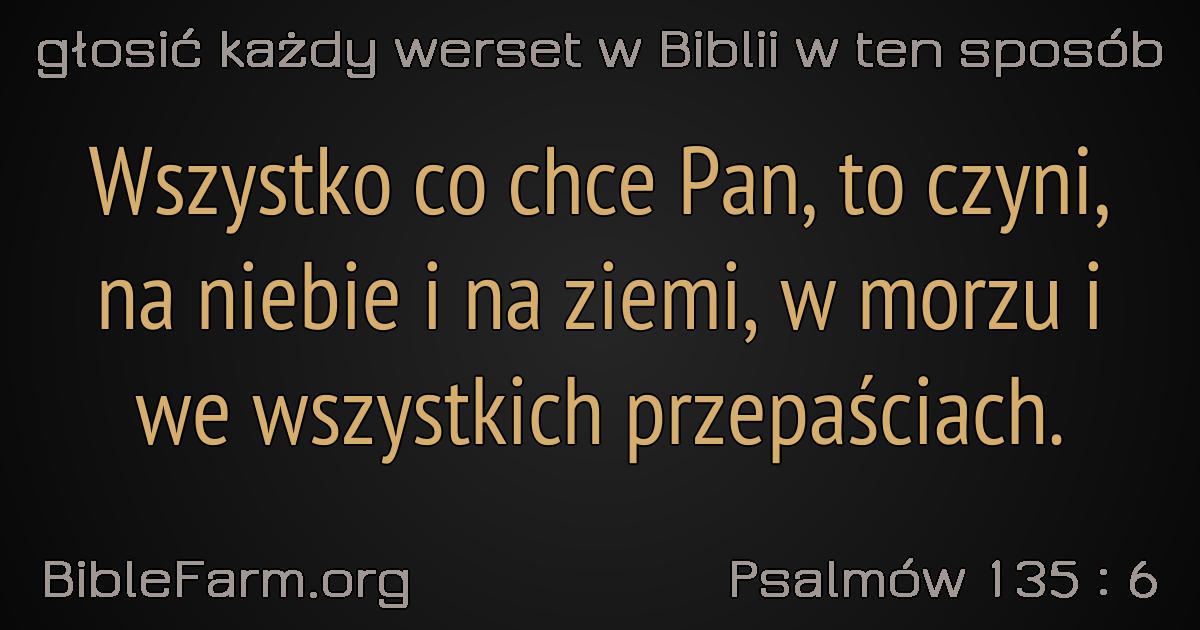 głosić każdy werset w Biblii w ten sposób
Wszystko co chce Pan, to czyni,
na niebie i na ziemi, w morzu i
we wszystkich przepaściach.
BibleFarm.org
Psalmów 135 : 6